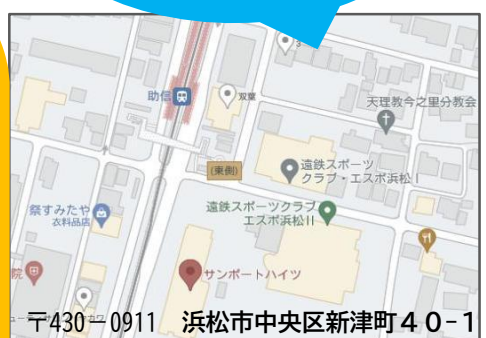 助信
双葉
天理教今之里分教会
(東側)
遠鉄スポーツ
クラブ・エスポ浜松Ⅰ
祭すみたや
衣料品店
遠鉄スポーツクラブ
エスポ浜松Ⅱ
院
サンポートハイツ
〒430-0911 浜松市中央区新津町40-1